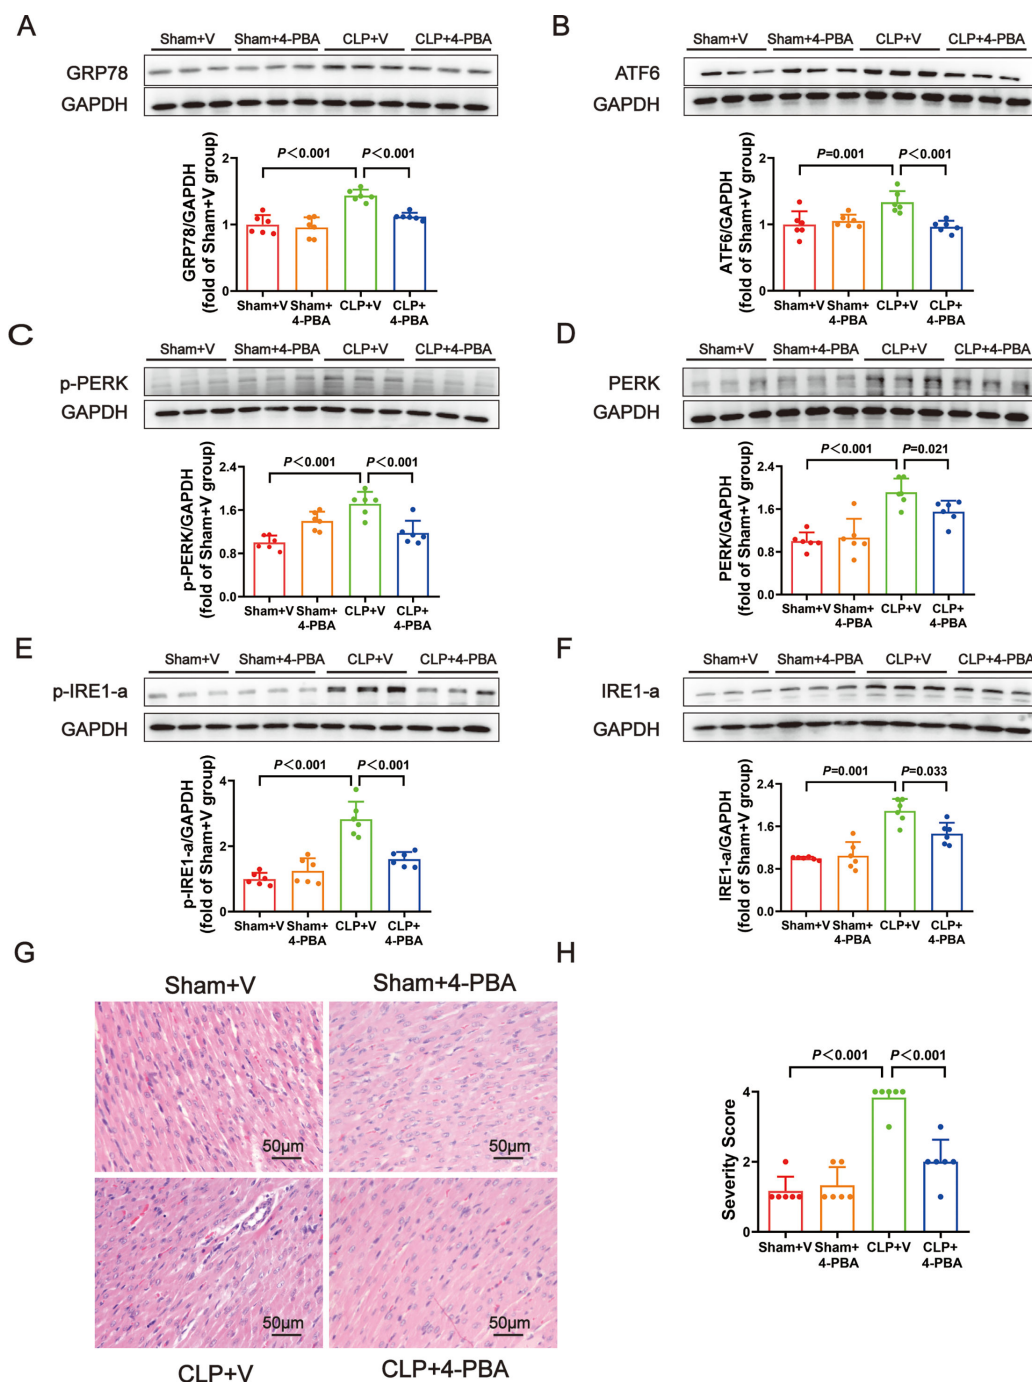 A
Sham+V Sham+4-PBA CLP+V CLP+4-PBA
GRP78
GAPDH
P<0.001 P<0.001
GRP78/GAPDH
(fold of Sham+V group)
2
1
0
Sham+V Sham+ CLP+V CLP+
4-PBA 4-PBA
B
Sham+V Sham+4-PBA CLP+V CLP+4-PBA
ATF6
GAPDH
P=0.001 P<0.001
ATF6/GAPDH
(fold of Sham+V group)
2
1
0
Sham+V Sham+ CLP+V CLP+
4-PBA 4-PBA
C
Sham+V Sham+4-PBA CLP+V CLP+4-PBA
p-PERK
GAPDH
P<0.001 P<0.001
p-PERK/GAPDH
(fold of Sham+V group)
2.4
1.6
0.8
0.0
Sham+V Sham+ CLP+V CLP+
4-PBA 4-PBA
D
Sham+V Sham+4-PBA CLP+V CLP+4-PBA
PERK
GAPDH
P<0.001 P=0.021
PERK/GAPDH
(fold of Sham+V group)
2.4
1.6
0.8
0.0
Sham+V Sham+ CLP+V CLP+
4-PBA 4-PBA
E
Sham+V Sham+4-PBA CLP+V CLP+4-PBA
p-IRE1-a
GAPDH
P<0.001 P<0.001
p-IRE1-a/GAPDH
(fold of Sham+V group)
4
2
0
Sham+V Sham+ CLP+V CLP+
4-PBA 4-PBA
F
Sham+V Sham+4-PBA CLP+V CLP+4-PBA
IRE1-a
GAPDH
P=0.001 P=0.033
IRE1-a/GAPDH
(fold of Sham+V group)
2.4
1.6
0.8
0.0
Sham+V Sham+ CLP+V CLP+
4-PBA 4-PBA
G
Sham+V Sham+4-PBA
50μm 50μm
50μm 50μm
CLP+V CLP+4-PBA
H
P<0.001 P<0.001
Severity Score
4
2
0
Sham+V Sham+ CLP+V CLP+
4-PBA 4-PBA